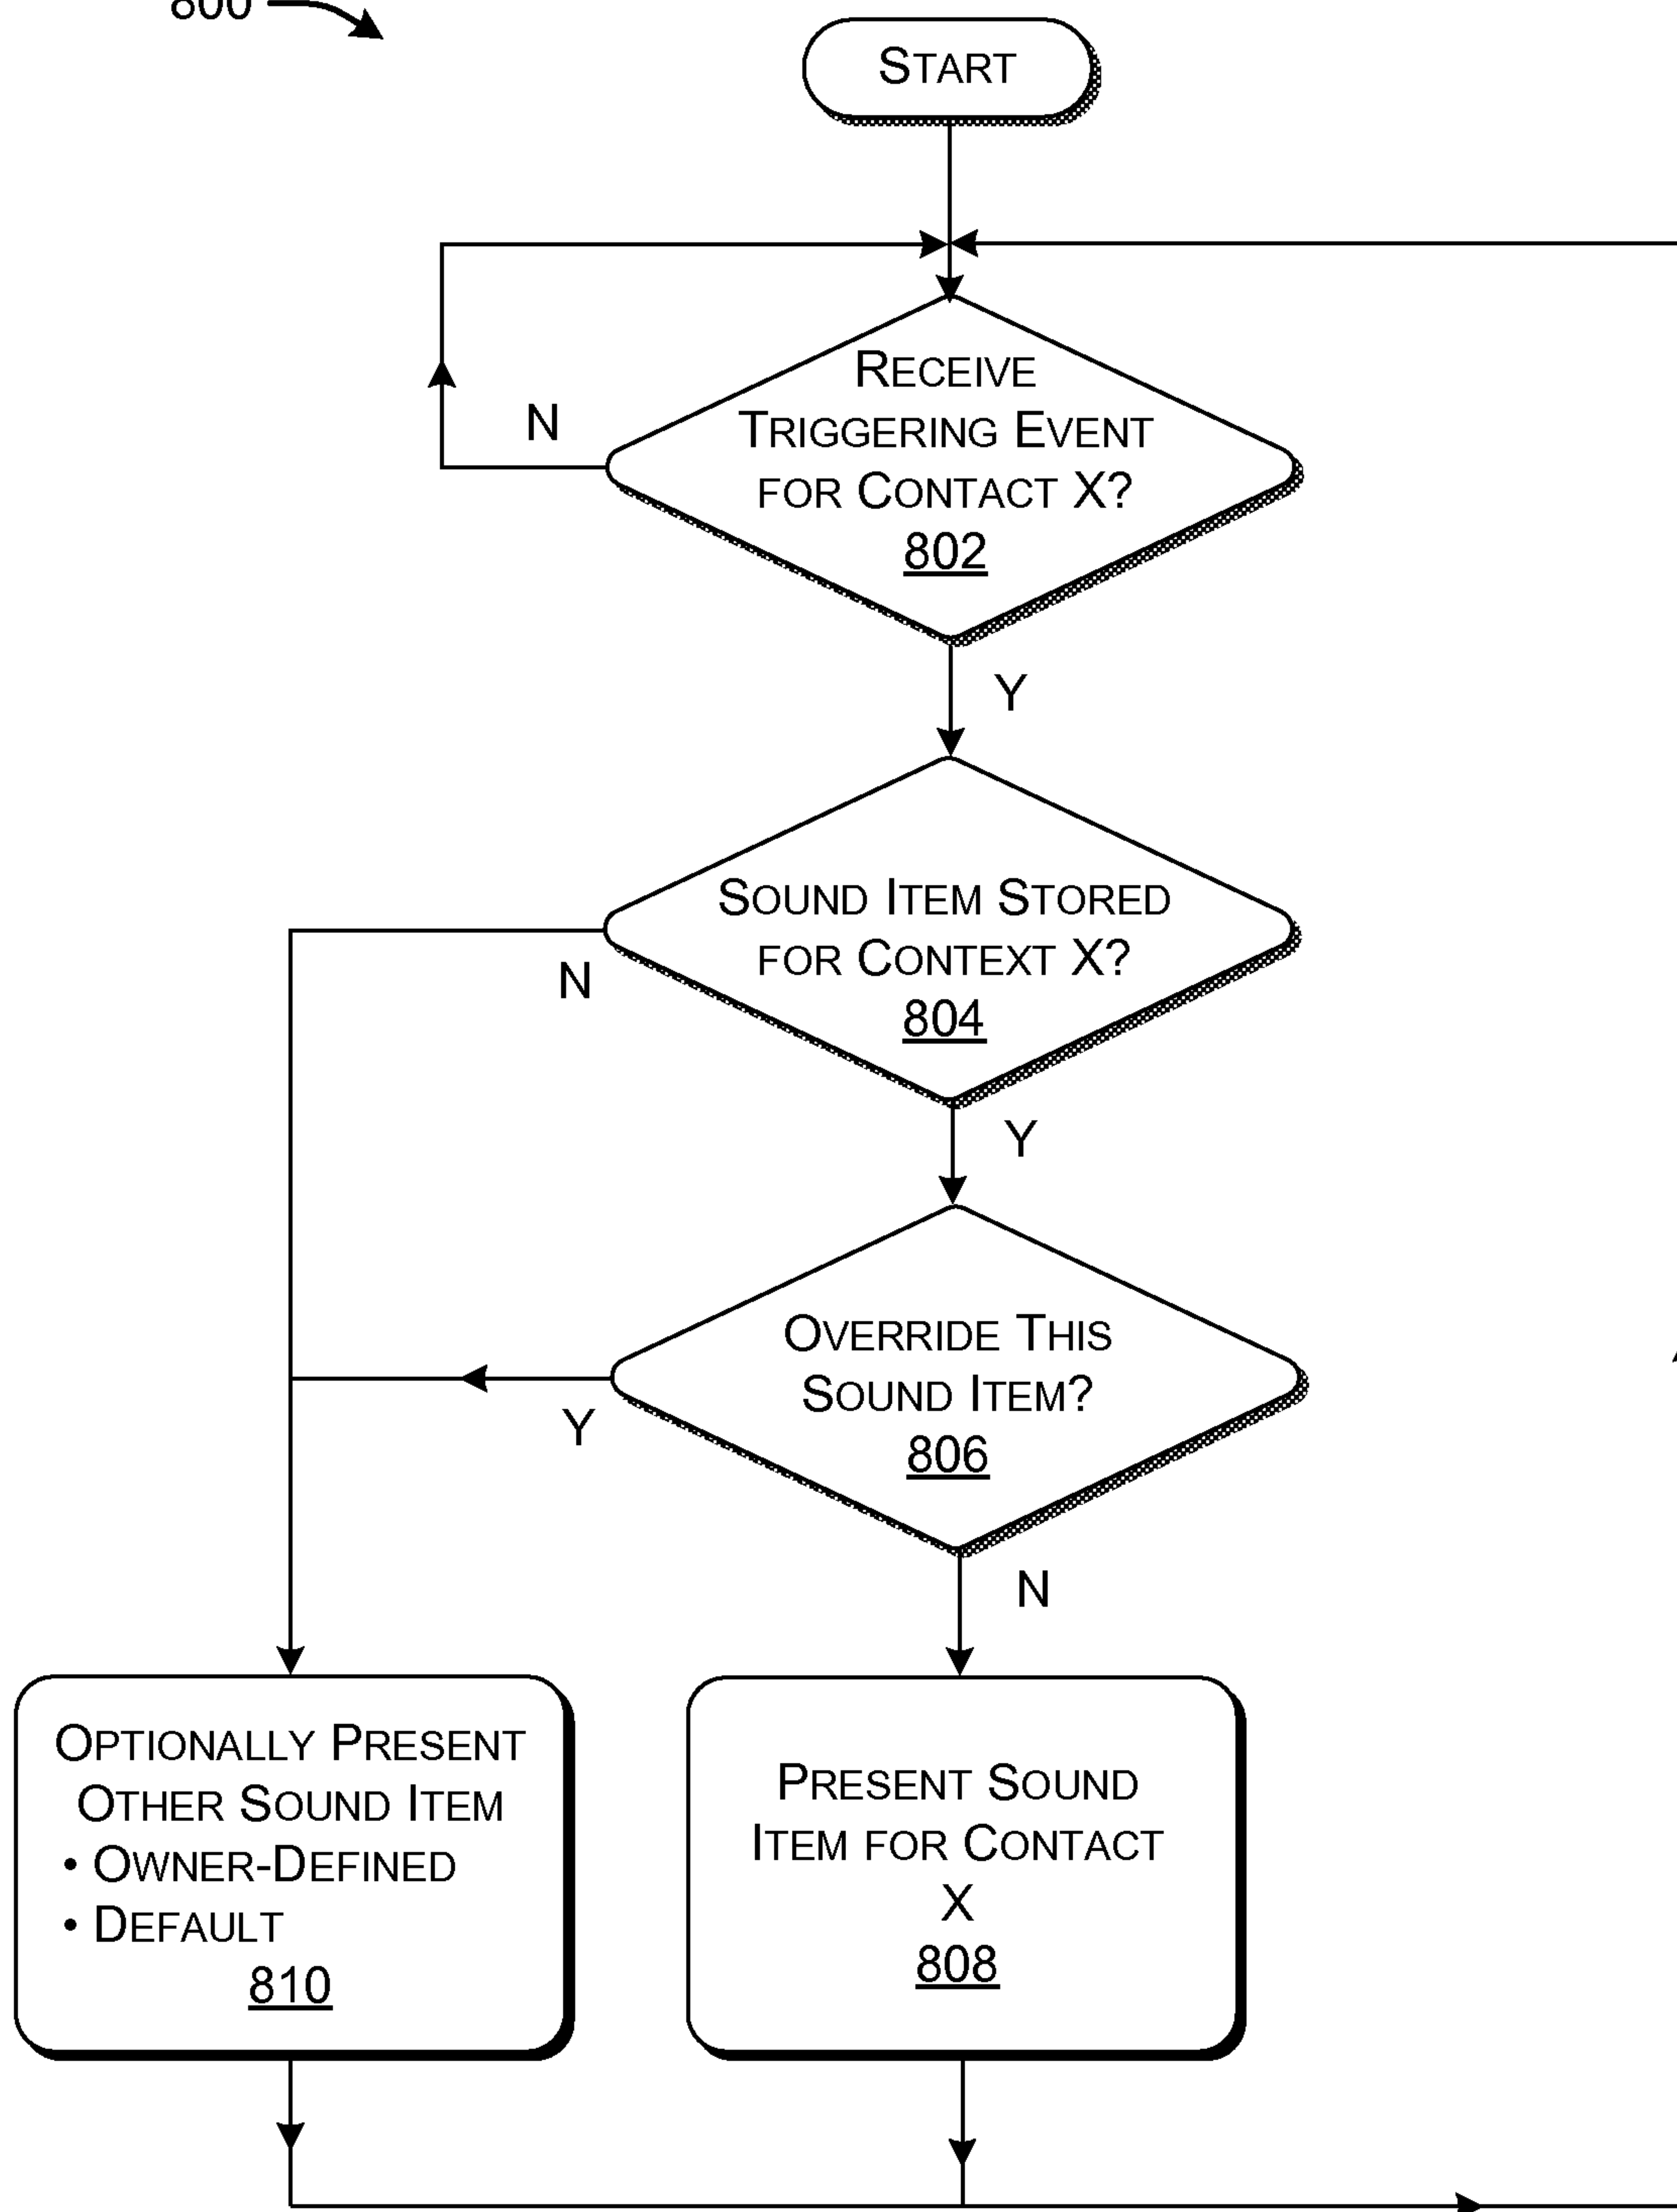 800
START
RECEIVE
TRIGGERING EVENT
FOR CONTACT X?
802
N
Y
SOUND ITEM STORED
FOR CONTEXT X?
804
N
Y
OVERRIDE THIS
SOUND ITEM?
806
Y
N
OPTIONALLY PRESENT
OTHER SOUND ITEM
• OWNER-DEFINED
• DEFAULT
810
PRESENT SOUND
ITEM FOR CONTACT
X
808